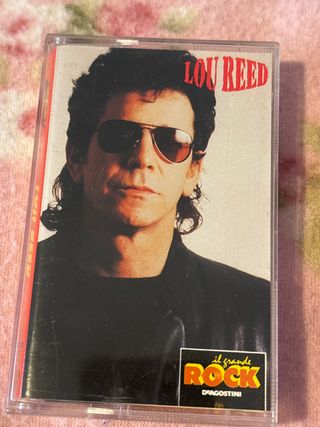 LOU REED
il grande
ROCK
DEAGOSTINI